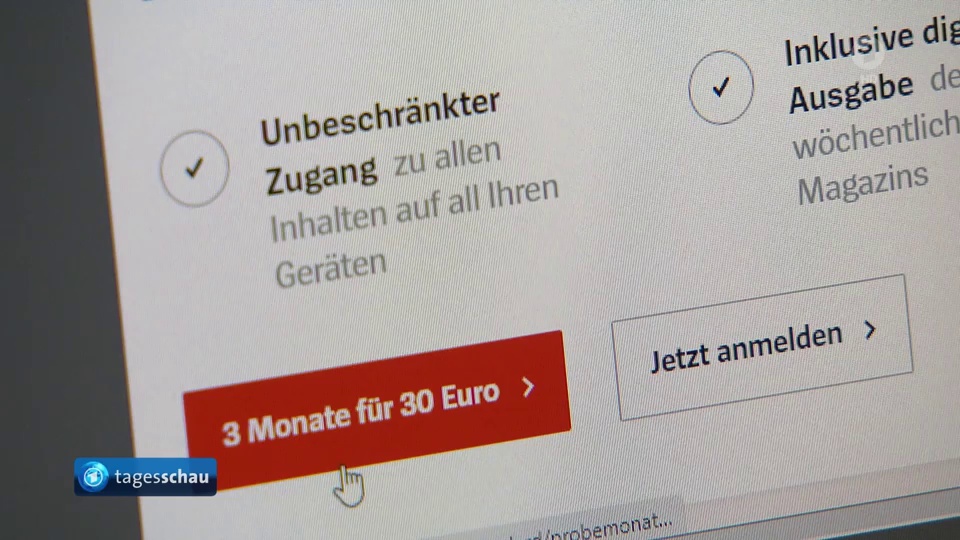 Unbeschränkter
Zugang zu allen
Inhalten auf all Ihren
Geräten
Inklusive dig
Ausgabe de
wöchentlich
Magazins
3 Monate für 30 Euro
Jetzt anmelden
tagesschau
/probemonat...